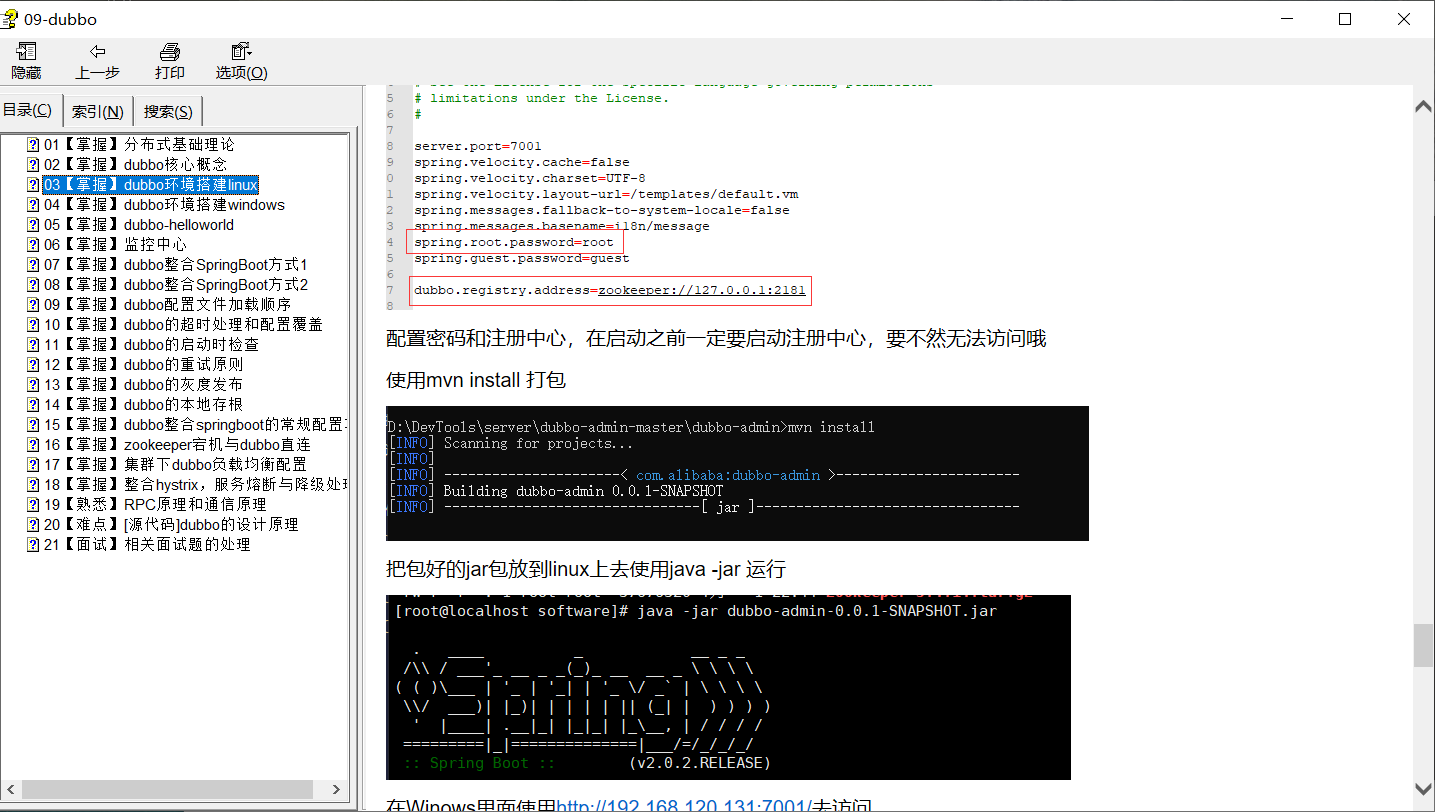 09-dubbo
隐藏 上一步 打印 选项(O)
目录(C) 索引(N) 搜索(S)
01【掌握】分布式基础理论
02【掌握】dubbo核心概念
03【掌握】dubbo环境搭建linux
04【掌握】dubbo环境搭建windows
05【掌握】dubbo-helloworld
06【掌握】监控中心
07【掌握】dubbo整合SpringBoot方式1
08【掌握】dubbo整合SpringBoot方式2
09【掌握】dubbo配置文件加载顺序
10【掌握】dubbo的超时处理和配置覆盖
11【掌握】dubbo的启动时检查
12【掌握】dubbo的重试原则
13【掌握】dubbo的灰度发布
14【掌握】dubbo的本地存根
15【掌握】dubbo整合springboot的常规配置
16【掌握】zookeeper宕机与dubbo直连
17【掌握】集群下dubbo负载均衡配置
18【掌握】整合hystrix，服务熔断与降级处
19【熟悉】RPC原理和通信原理
20【难点】[源代码]dubbo的设计原理
21【面试】相关面试题的处理
5 # limitations under the License.
6 #
7
8 server.port=7001
9 spring.velocity.cache=false
0 spring.velocity.charset=UTF-8
1 spring.velocity.layout-url=/templates/default.vm
2 spring.messages.fallback-to-system-locale=false
3 spring.messages.basename=i18n/message
4 spring.root.password=root
5 spring.guest.password=guest
6
7 dubbo.registry.address=zookeeper://127.0.0.1:2181
8
配置密码和注册中心，在启动之前一定要启动注册中心，要不然无法访问哦
使用mvn install 打包
D:\DevTools\server\dubbo-admin-master\dubbo-admin>mvn install
[INFO] Scanning for projects...
[INFO]
[INFO] ----------------------< com.alibaba:dubbo-admin >-----------------------
[INFO] Building dubbo-admin 0.0.1-SNAPSHOT
[INFO] --------------------------------[ jar ]---------------------------------
把包好的jar包放到linux上去使用java -jar 运行
[root@localhost software]# java -jar dubbo-admin-0.0.1-SNAPSHOT.jar
Spring
:: Spring Boot :: (v2.0.2.RELEASE)
在Winows里面使用http://192.168.120.131:7001/去访问